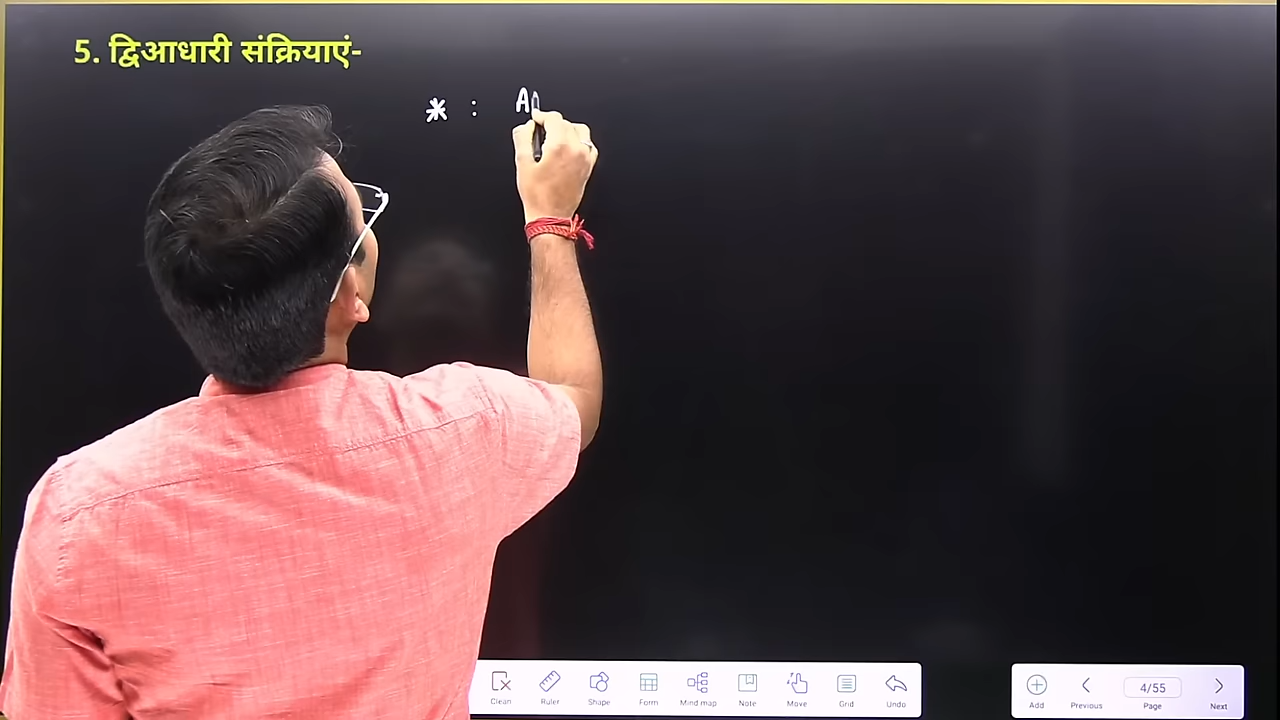 5. द्विआधारी संक्रियाएं-
* : A
Clean Ruler Shape Form Mind map Note Move Grid Undo
Add Previous 4/55 Page Next